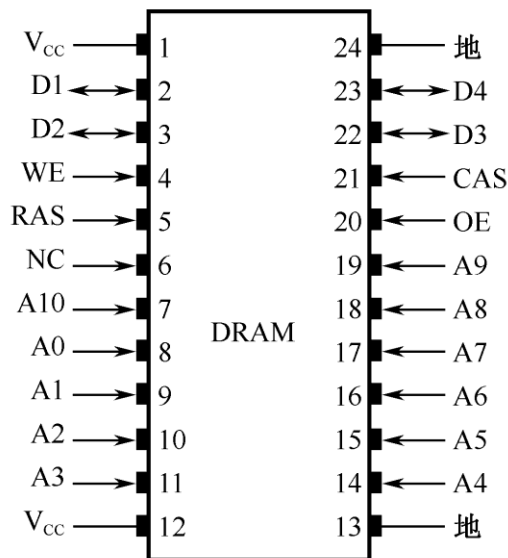 V_CC 1 24 地
D1 2 23 D4
D2 3 22 D3
WE 4 21 CAS
RAS 5 20 OE
NC 6 19 A9
A10 7 18 A8
DRAM
A0 8 17 A7
A1 9 16 A6
A2 10 15 A5
A3 11 14 A4
V_CC 12 13 地